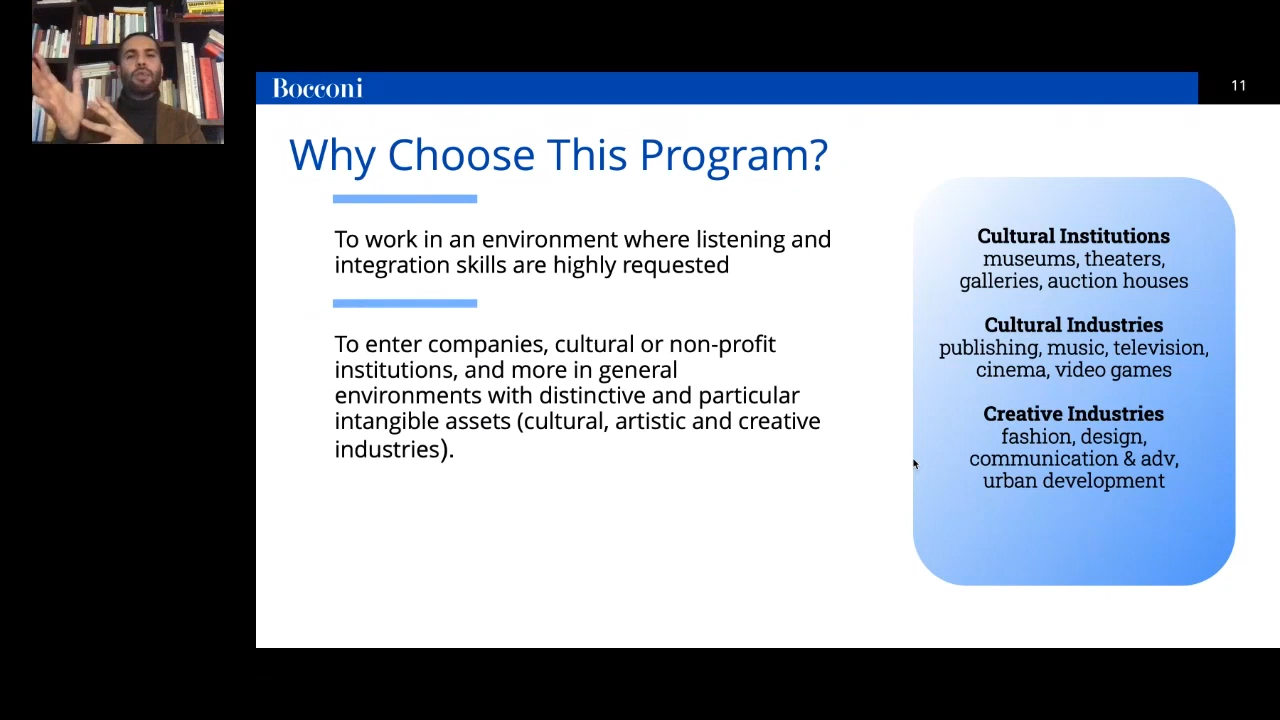 Bocconi
11
Why Choose This Program?
To work in an environment where listening and
integration skills are highly requested
To enter companies, cultural or non-profit
institutions, and more in general
environments with distinctive and particular
intangible assets (cultural, artistic and creative
industries).
Cultural Institutions
museums, theaters,
galleries, auction houses
Cultural Industries
publishing, music, television,
cinema, video games
Creative Industries
fashion, design,
communication & adv,
urban development